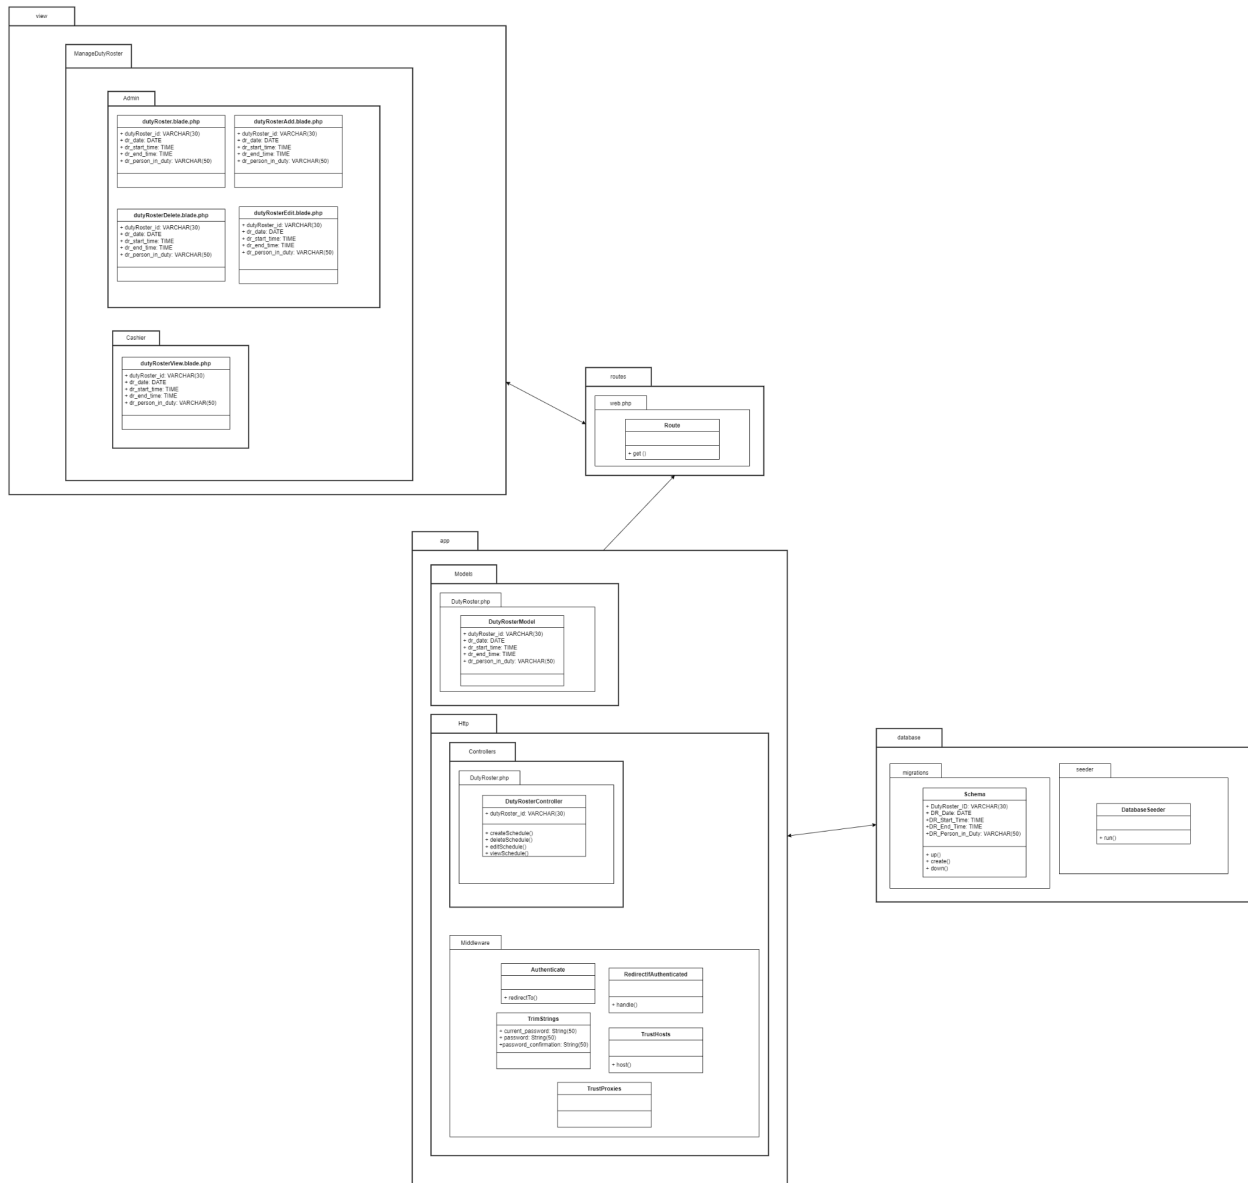 view
ManageDutyRoster
Admin
dutyRoster.blade.php
+ dutyRoster_id: VARCHAR(30)
+ dr_date: DATE
+ dr_start_time: TIME
+ dr_end_time: TIME
+ dr_person_in_duty: VARCHAR(50)
dutyRosterAdd.blade.php
+ dutyRoster_id: VARCHAR(30)
+ dr_date: DATE
+ dr_start_time: TIME
+ dr_end_time: TIME
+ dr_person_in_duty: VARCHAR(50)
dutyRosterDelete.blade.php
+ dutyRoster_id: VARCHAR(30)
+ dr_date: DATE
+ dr_start_time: TIME
+ dr_end_time: TIME
+ dr_person_in_duty: VARCHAR(50)
dutyRosterEdit.blade.php
+ dutyRoster_id: VARCHAR(30)
+ dr_date: DATE
+ dr_start_time: TIME
+ dr_end_time: TIME
+ dr_person_in_duty: VARCHAR(50)
Cashier
dutyRosterView.blade.php
+ dutyRoster_id: VARCHAR(30)
+ dr_date: DATE
+ dr_start_time: TIME
+ dr_end_time: TIME
+ dr_person_in_duty: VARCHAR(50)
routes
web.php
Route
+ get ()
app
Models
DutyRoster.php
DutyRosterModel
+ dutyRoster_id: VARCHAR(30)
+ dr_date: DATE
+ dr_start_time: TIME
+ dr_end_time: TIME
+ dr_person_in_duty: VARCHAR(50)
Http
Controllers
DutyRoster.php
DutyRosterController
+ dutyRoster_id: VARCHAR(30)
+ createSchedule()
+ deleteSchedule()
+ editSchedule()
+ viewSchedule()
Middleware
Authenticate
+ redirectTo()
RedirectIfAuthenticated
+ handle()
TrimStrings
+ current_password: String(50)
+ password: String(50)
+password_confirmation: String(50)
TrustHosts
+ host()
TrustProxies
database
migrations
Schema
+ DutyRoster_ID: VARCHAR(30)
+ DR_Date: DATE
+DR_Start_Time: TIME
+DR_End_Time: TIME
+DR_Person_in_Duty: VARCHAR(50)
+ up()
+ create()
+ down()
seeder
DatabaseSeeder
+ run()